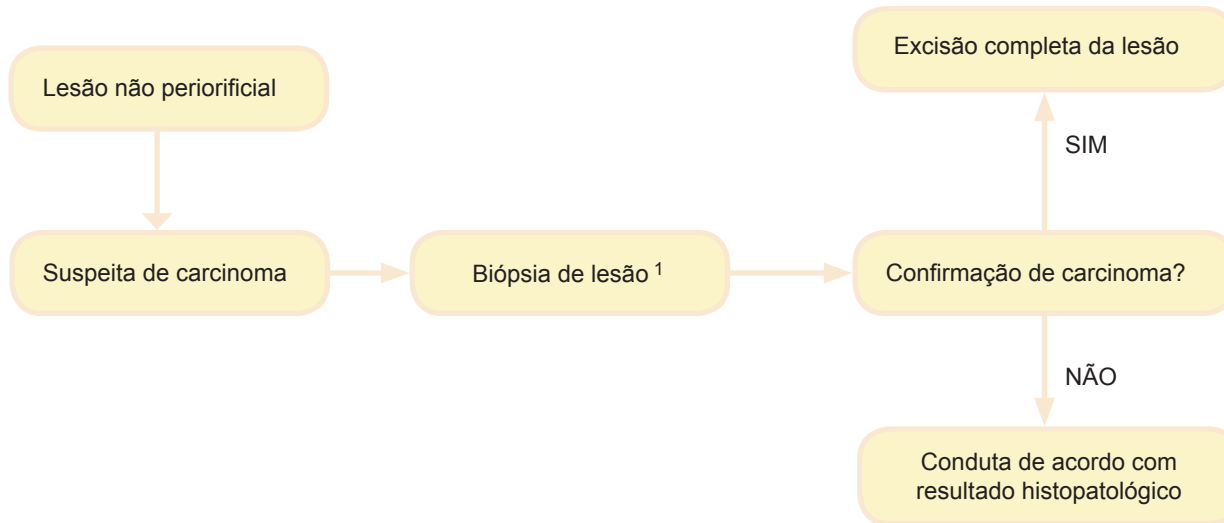 Lesão não periorificial
Suspeita de carcinoma
Biópsia de lesão 1
Confirmação de carcinoma?
SIM
Excisão completa da lesão
NÃO
Conduta de acordo com
resultado histopatológico